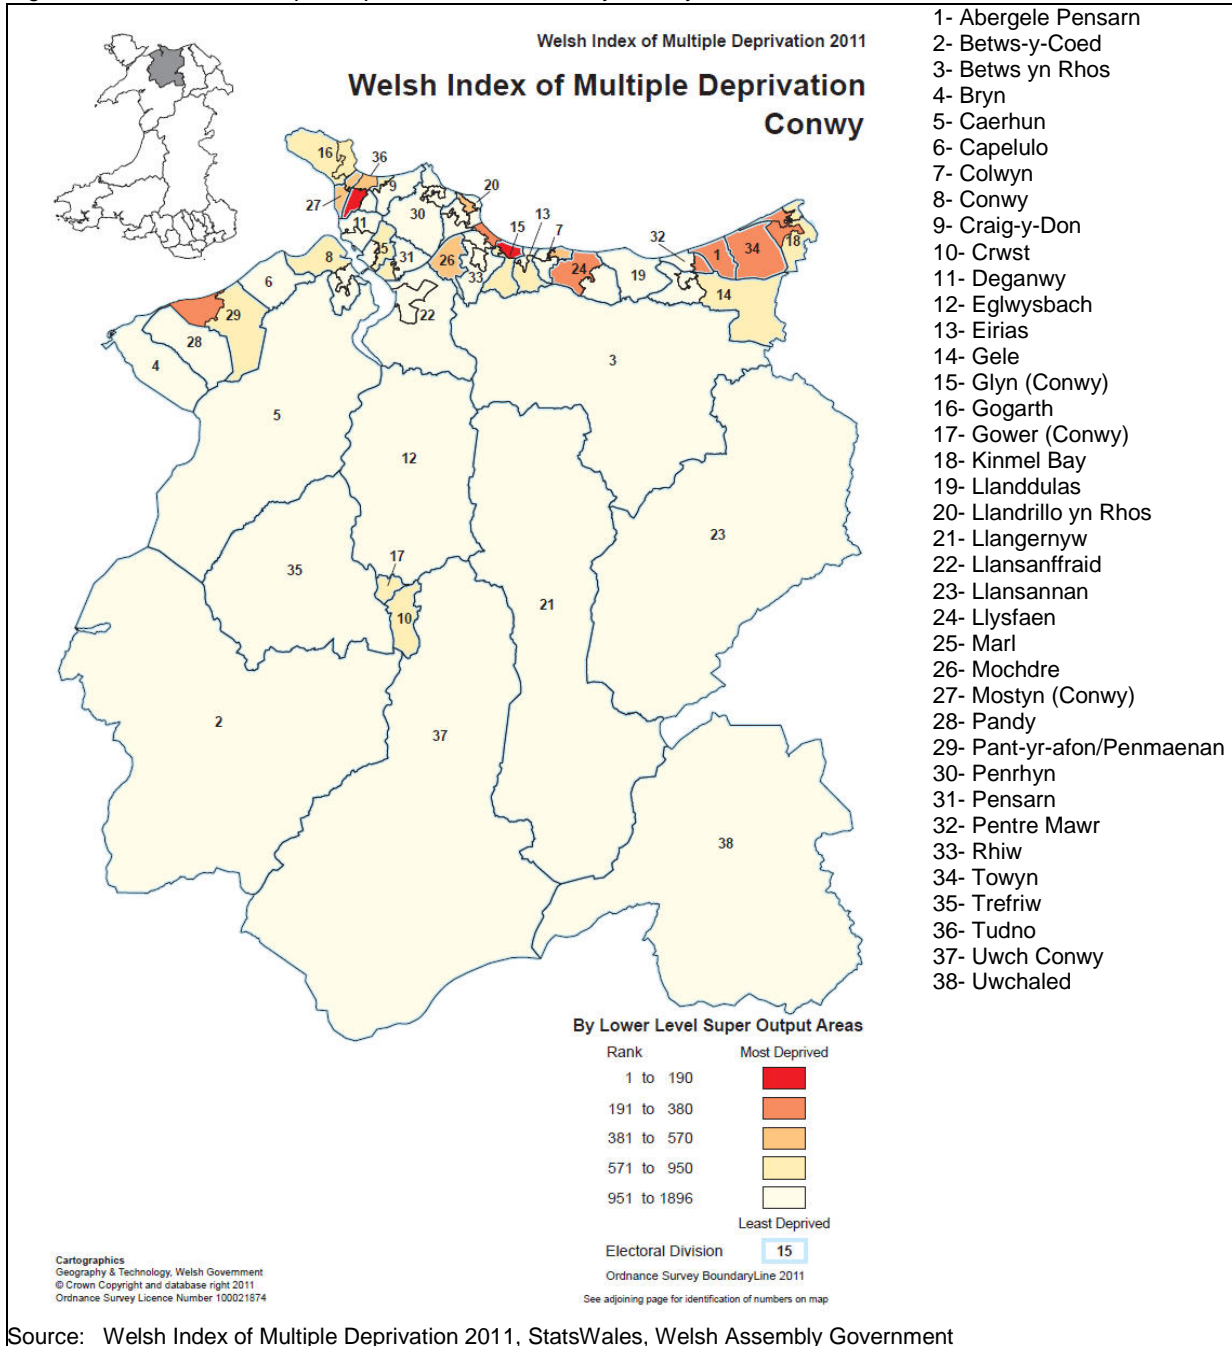 Welsh Index of Multiple Deprivation 2011
Welsh Index of Multiple Deprivation
Conwy
1- Abergele Pensarn
2- Betws-y-Coed
3- Betws yn Rhos
4- Bryn
5- Caerhun
6- Capelulo
7- Colwyn
8- Conwy
9- Craig-y-Don
10- Crwst
11- Deganwy
12- Eglwysbach
13- Eirias
14- Gele
15- Glyn (Conwy)
16- Gogarth
17- Gower (Conwy)
18- Kinmel Bay
19- Llanddulas
20- Llandrillo yn Rhos
21- Llangernyw
22- Llansanffraid
23- Llansannan
24- Llysfaen
25- Marl
26- Mochdre
27- Mostyn (Conwy)
28- Pandy
29- Pant-yr-afon/Penmaenan
30- Penrhyn
31- Pensarn
32- Pentre Mawr
33- Rhiw
34- Towyn
35- Trefriw
36- Tudno
37- Uwch Conwy
38- Uwchaled
16
36
9
20
27
30
11
15
13
7
32
18
34
1
8
25
31
26
24
33
19
6
14
29
22
28
4
3
5
12
23
17
35
21
10
2
37
38
By Lower Level Super Output Areas
Rank Most Deprived
1 to 190
191 to 380
381 to 570
571 to 950
951 to 1896
Least Deprived
Electoral Division 15
Ordnance Survey BoundaryLine 2011
See adjoining page for identification of numbers on map
Cartographics
Geography & Technology, Welsh Government
© Crown Copyright and database right 2011
Ordnance Survey Licence Number 100021874
Source: Welsh Index of Multiple Deprivation 2011, StatsWales, Welsh Assembly Government